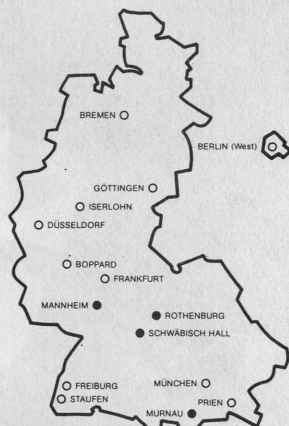 BREMEN
BERLIN (West)
GÖTTINGEN
ISERLOHN
DÜSSELDORF
BOPPARD
FRANKFURT
MANNHEIM
ROTHENBURG
SCHWÄBISCH HALL
FREIBURG
MÜNCHEN
STAUFEN
PRIEN
MURNAU